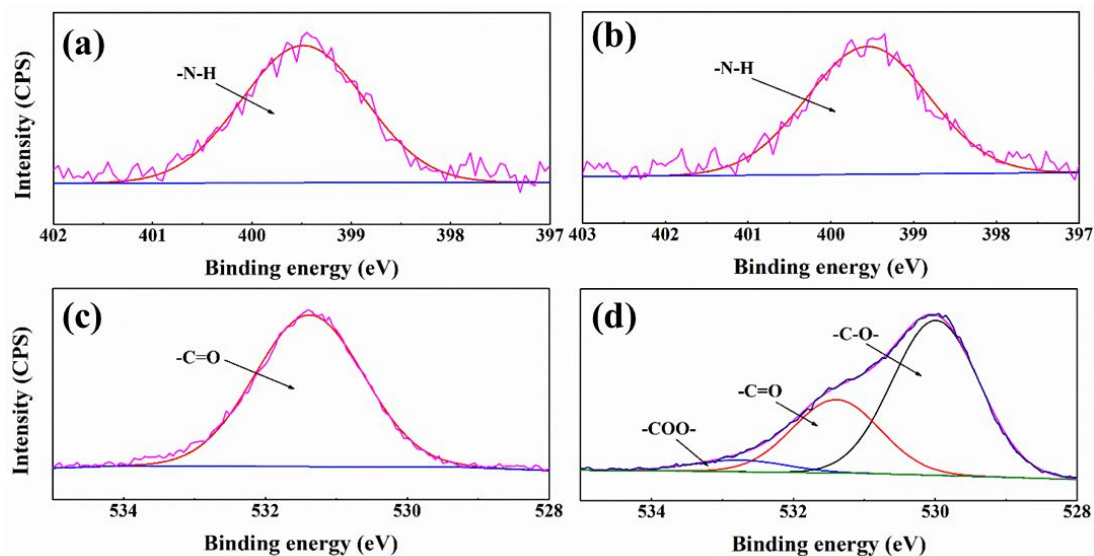 (a)
-N-H
Intensity (CPS)
402 401 400 399 398 397
Binding energy (eV)
(b)
-N-H
403 402 401 400 399 398 397
Binding energy (eV)
(c)
-C=O
Intensity (CPS)
534 532 530 528
Binding energy (eV)
(d)
-C-O-
-C=O
-COO-
534 532 530 528
Binding energy (eV)